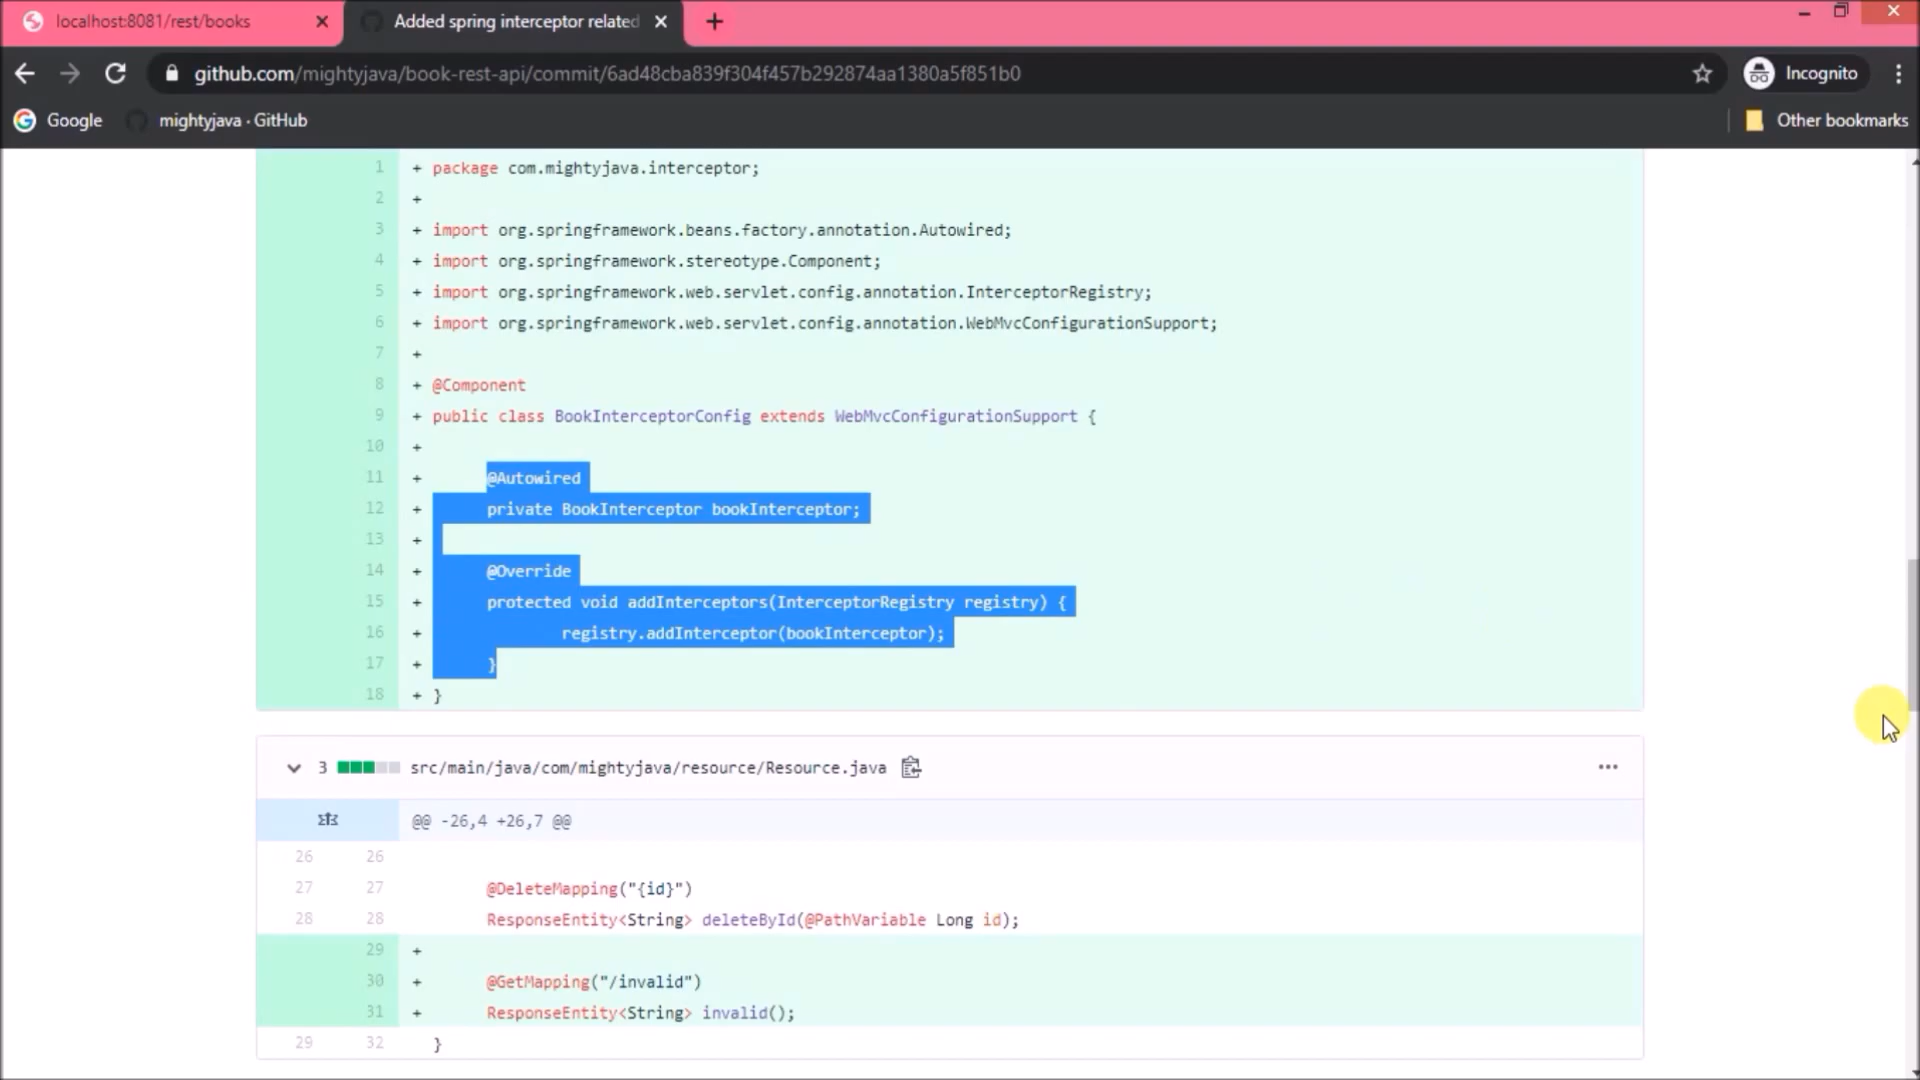 localhost:8081/rest/books
Added spring interceptor related
github.com/mightyjava/book-rest-api/commit/6ad48cba839f304f457b292874aa1380a5f851b0
Incognito
Google
mightyjava · GitHub
Other bookmarks
1 + package com.mightyjava.interceptor;
2 +
3 + import org.springframework.beans.factory.annotation.Autowired;
4 + import org.springframework.stereotype.Component;
5 + import org.springframework.web.servlet.config.annotation.InterceptorRegistry;
6 + import org.springframework.web.servlet.config.annotation.WebMvcConfigurationSupport;
7 +
8 + @Component
9 + public class BookInterceptorConfig extends WebMvcConfigurationSupport {
10 +
11 + @Autowired
12 + private BookInterceptor bookInterceptor;
13 +
14 + @Override
15 + protected void addInterceptors(InterceptorRegistry registry) {
16 + registry.addInterceptor(bookInterceptor);
17 + }
18 + }
3 src/main/java/com/mightyjava/resource/Resource.java
@@ -26,4 +26,7 @@
26 26
27 27 @DeleteMapping("{id}")
28 28 ResponseEntity<String> deleteById(@PathVariable Long id);
29 +
30 + @GetMapping("/invalid")
31 + ResponseEntity<String> invalid();
29 32 }